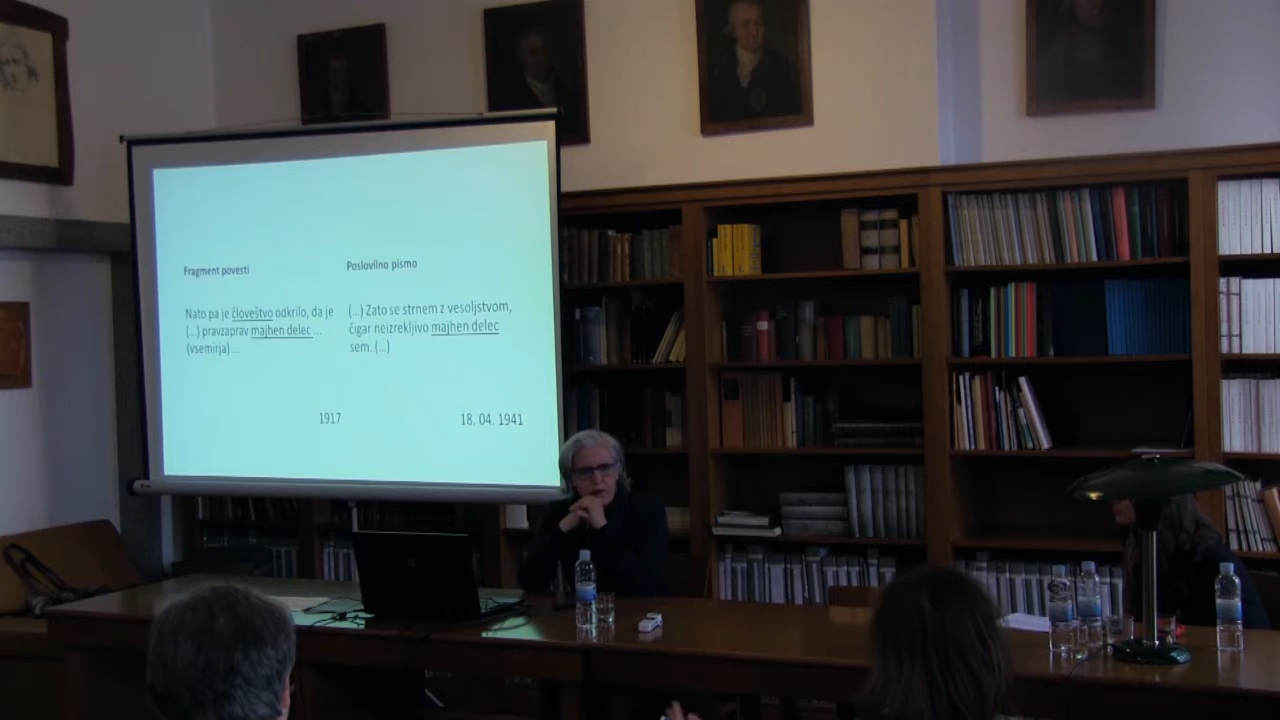 Fragment povesti
Nato pa je človeštvo odkrilo, da je
(...) pravzaprav majhen delec ...
(vsemirja) ...
1917
Poslovilno pismo
(...) Zato se strnem z vesoljstvom,
čigar neizrekljivo majhen delec
sem. (...)
18. 04. 1941